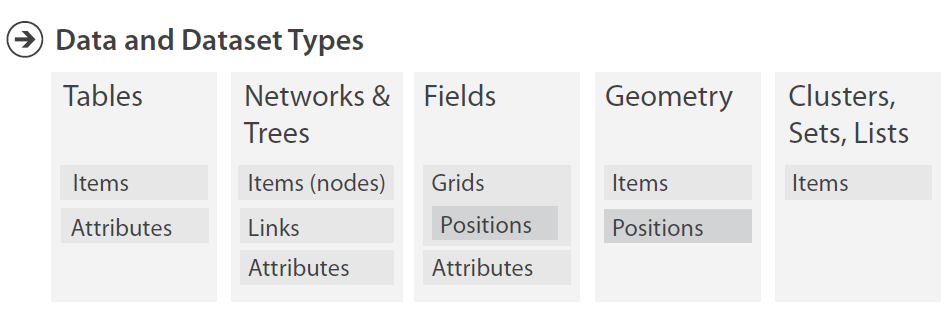 Data and Dataset Types
Tables
Items
Attributes
Networks &
Trees
Items (nodes)
Links
Attributes
Fields
Grids
Positions
Attributes
Geometry
Items
Positions
Clusters,
Sets, Lists
Items